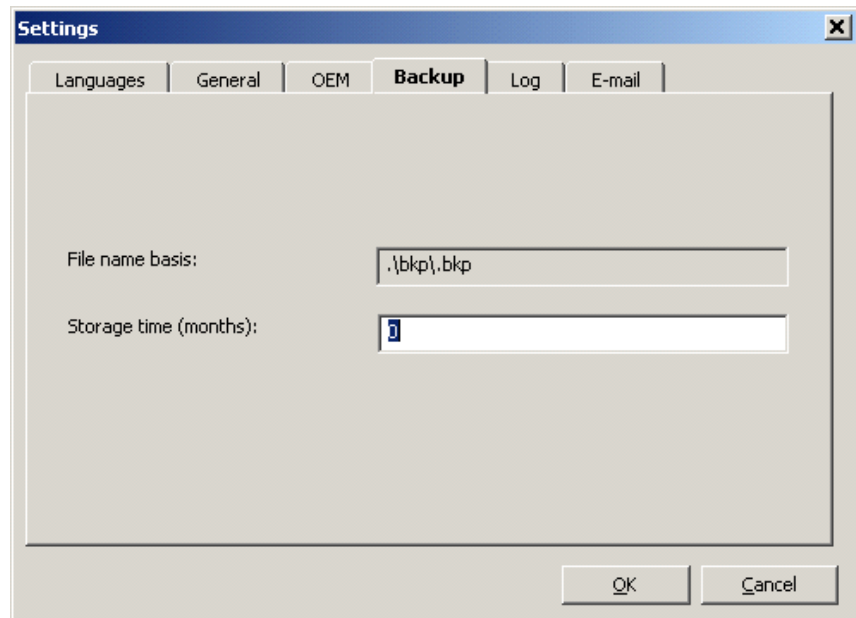 Settings
Languages General OEM Backup Log E-mail
File name basis: .\bkp\.bkp
Storage time (months): 0
OK Cancel